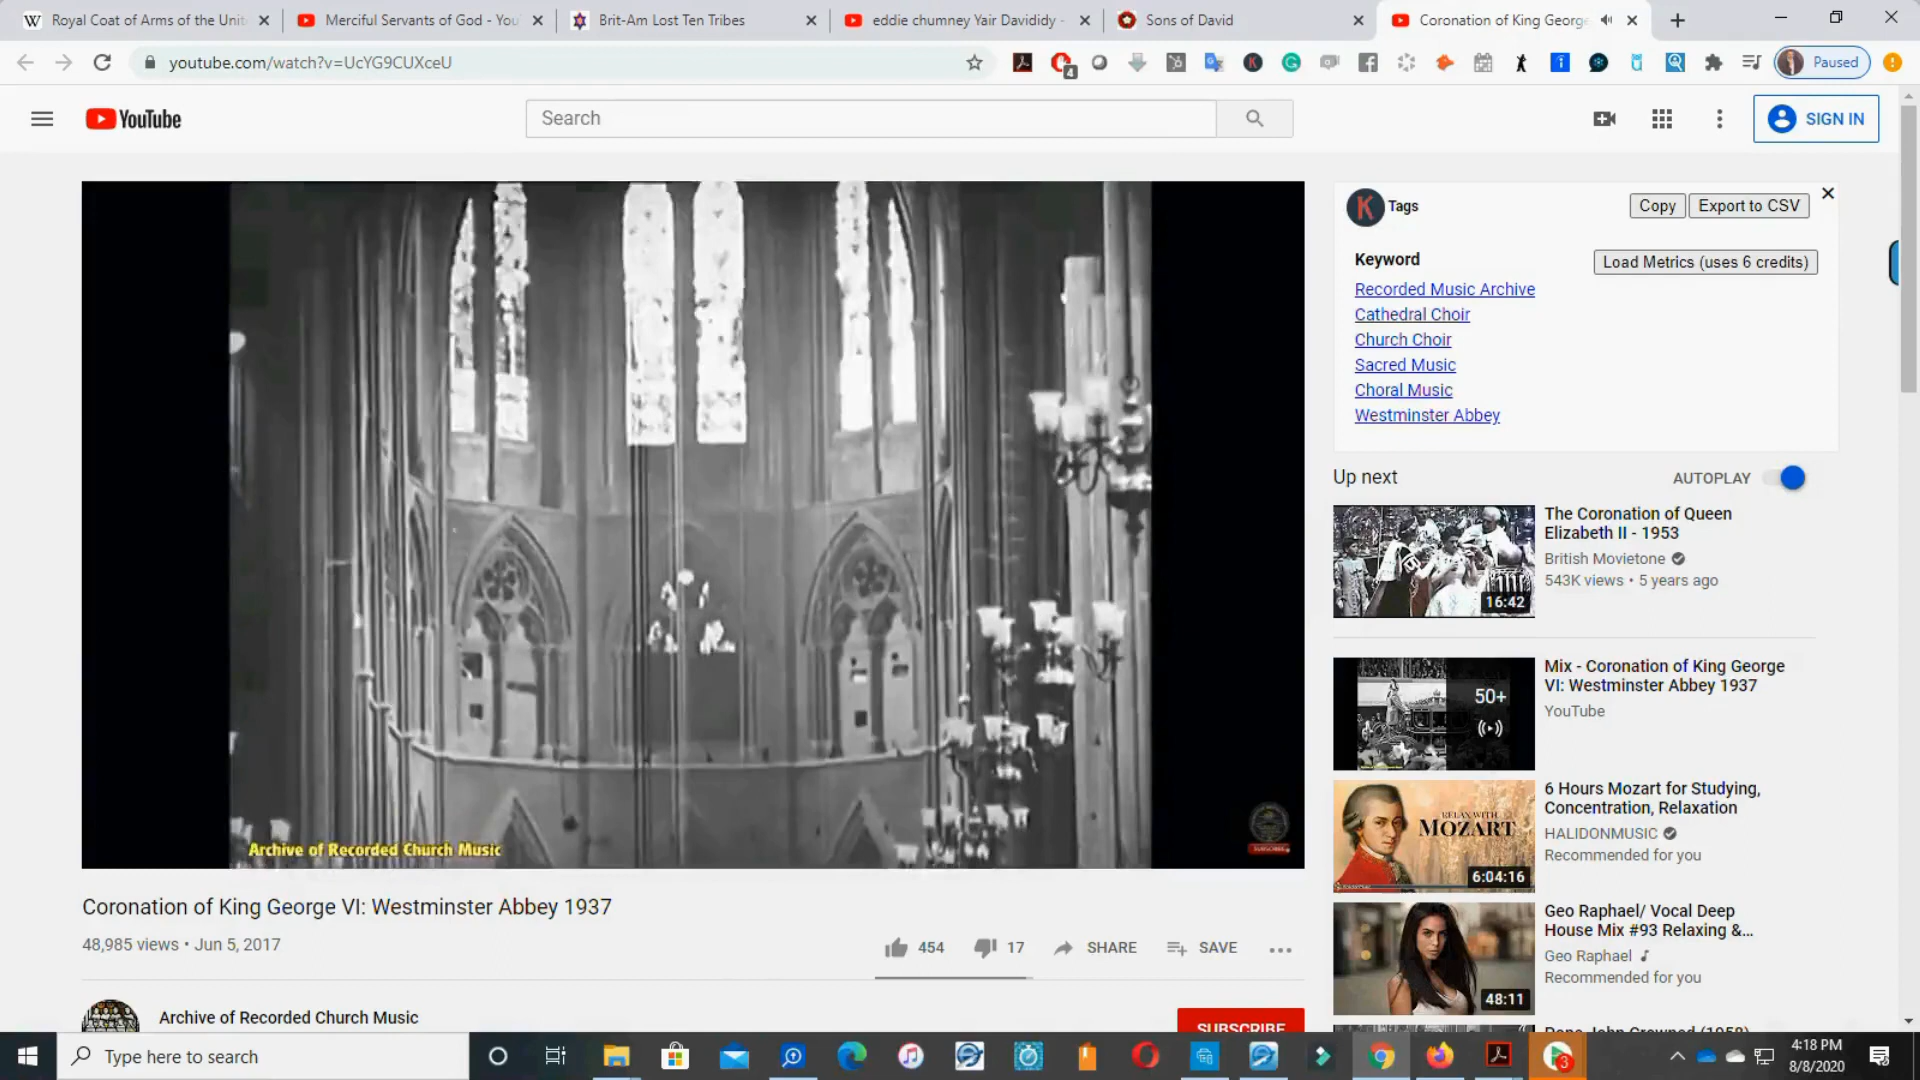 Royal Coat of Arms of the Unit
Merciful Servants of God - You
Brit-Am Lost Ten Tribes
eddie chumney Yair Davididy -
Sons of David
Coronation of King George
youtube.com/watch?v=UcYG9CUXceU
4
Paused
YouTube
Search
SIGN IN
K Tags
Copy
Export to CSV
Keyword
Load Metrics (uses 6 credits)
Recorded Music Archive
Cathedral Choir
Church Choir
Sacred Music
Choral Music
Westminster Abbey
Up next
AUTOPLAY
The Coronation of Queen
Elizabeth II - 1953
British Movietone
543K views • 5 years ago
16:42
Mix - Coronation of King George
VI: Westminster Abbey 1937
YouTube
50+
6 Hours Mozart for Studying,
Concentration, Relaxation
HALIDONMUSIC
Recommended for you
RELAX WITH
MOZART
6:04:16
Geo Raphael/ Vocal Deep
House Mix #93 Relaxing &...
Geo Raphael
Recommended for you
48:11
Archive of Recorded Church Music
Coronation of King George VI: Westminster Abbey 1937
48,985 views • Jun 5, 2017
454
17
SHARE
SAVE
Archive of Recorded Church Music
SUBSCRIBE
Type here to search
3
4:18 PM
8/8/2020